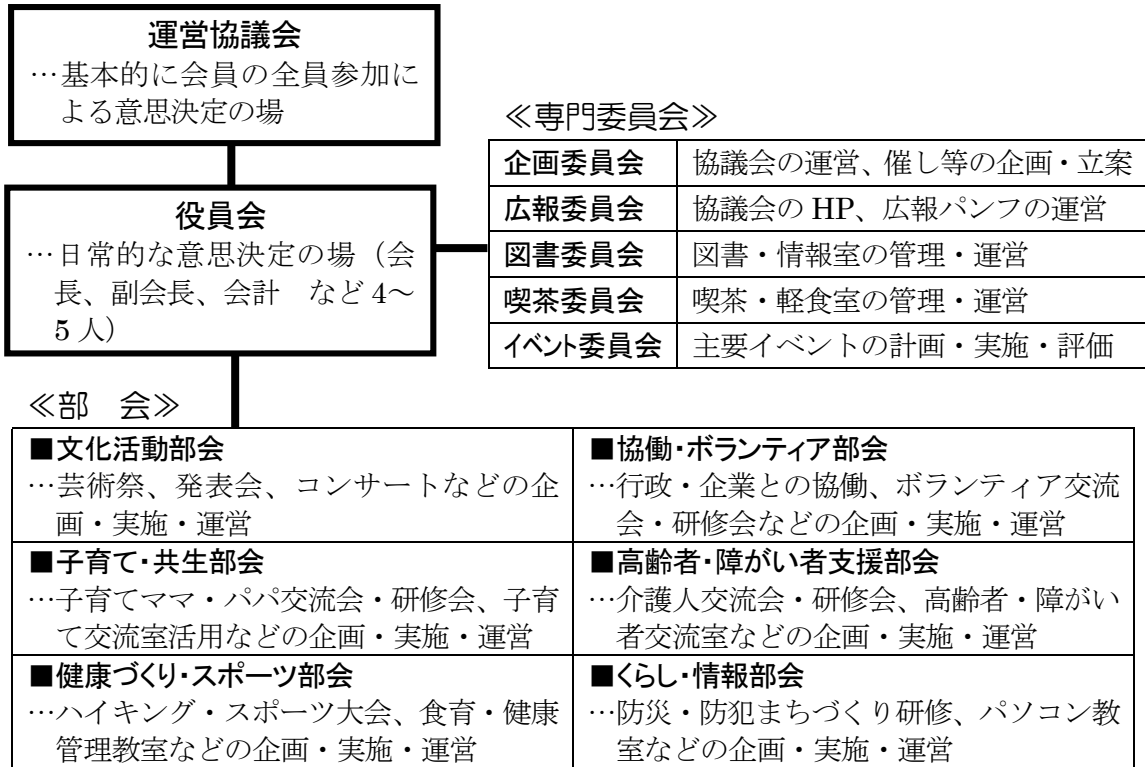 運営協議会
…基本的に会員の全員参加に
よる意思決定の場
役員会
…日常的な意思決定の場（会
長、副会長、会計　など 4～
5 人）
≪専門委員会≫
企画委員会 協議会の運営、催し等の企画・立案
広報委員会 協議会の HP、広報パンフの運営
図書委員会 図書・情報室の管理・運営
喫茶委員会 喫茶・軽食室の管理・運営
イベント委員会 主要イベントの計画・実施・評価
≪部　会≫
■文化活動部会
…芸術祭、発表会、コンサートなどの企
画・実施・運営
■協働・ボランティア部会
…行政・企業との協働、ボランティア交流
会・研修会などの企画・実施・運営
■子育て・共生部会
…子育てママ・パパ交流会・研修会、子育
て交流室活用などの企画・実施・運営
■高齢者・障がい者支援部会
…介護人交流会・研修会、高齢者・障がい
者交流室などの企画・実施・運営
■健康づくり・スポーツ部会
…ハイキング・スポーツ大会、食育・健康
管理教室などの企画・実施・運営
■くらし・情報部会
…防災・防犯まちづくり研修、パソコン教
室などの企画・実施・運営